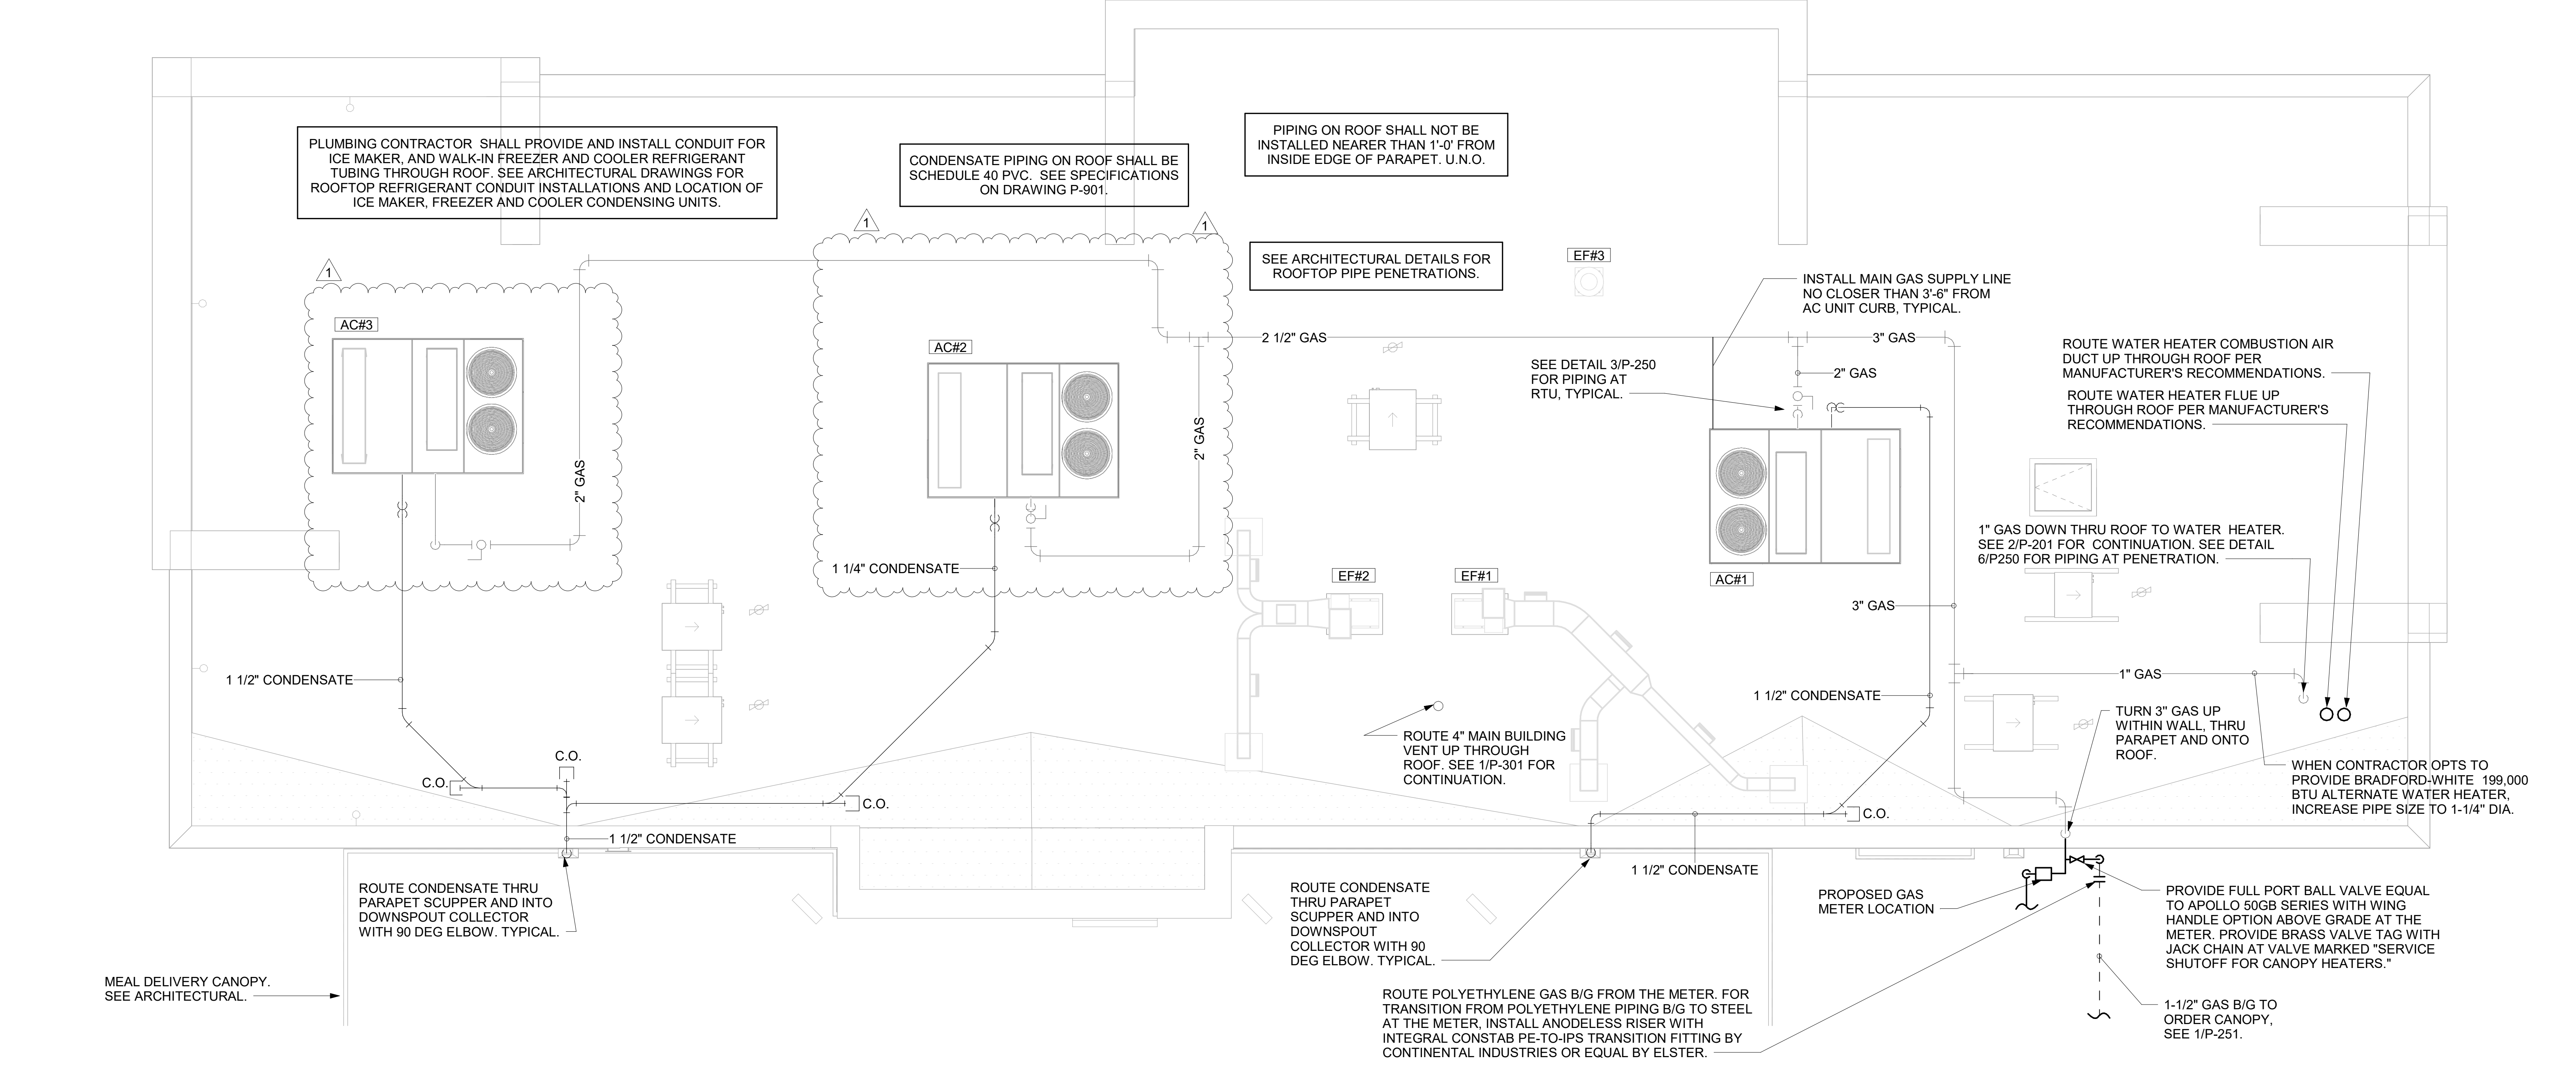 PLUMBING CONTRACTOR SHALL PROVIDE AND INSTALL CONDUIT FOR
ICE MAKER, AND WALK-IN FREEZER AND COOLER REFRIGERANT
TUBING THROUGH ROOF. SEE ARCHITECTURAL DRAWINGS FOR
ROOFTOP REFRIGERANT CONDUIT INSTALLATIONS AND LOCATION OF
ICE MAKER, FREEZER AND COOLER CONDENSING UNITS.
CONDENSATE PIPING ON ROOF SHALL BE
SCHEDULE 40 PVC. SEE SPECIFICATIONS
ON DRAWING P-901.
PIPING ON ROOF SHALL NOT BE
INSTALLED NEARER THAN 1'-0' FROM
INSIDE EDGE OF PARAPET. U.N.O.
1
1
1
SEE ARCHITECTURAL DETAILS FOR
ROOFTOP PIPE PENETRATIONS.
EF#3
INSTALL MAIN GAS SUPPLY LINE
NO CLOSER THAN 3'-6" FROM
AC UNIT CURB, TYPICAL.
AC#3
AC#2
2 1/2" GAS
3" GAS
ROUTE WATER HEATER COMBUSTION AIR
DUCT UP THROUGH ROOF PER
MANUFACTURER'S RECOMMENDATIONS.
SEE DETAIL 3/P-250
FOR PIPING AT
RTU, TYPICAL.
2" GAS
ROUTE WATER HEATER FLUE UP
THROUGH ROOF PER MANUFACTURER'S
RECOMMENDATIONS.
2" GAS
2" GAS
1" GAS DOWN THRU ROOF TO WATER HEATER.
SEE 2/P-201 FOR CONTINUATION. SEE DETAIL
6/P250 FOR PIPING AT PENETRATION.
1 1/4" CONDENSATE
EF#2
EF#1
AC#1
3" GAS
1 1/2" CONDENSATE
1" GAS
1 1/2" CONDENSATE
TURN 3" GAS UP
WITHIN WALL, THRU
PARAPET AND ONTO
ROOF.
ROUTE 4" MAIN BUILDING
VENT UP THROUGH
ROOF. SEE 1/P-301 FOR
CONTINUATION.
C.O.
C.O.
C.O.
C.O.
WHEN CONTRACTOR OPTS TO
PROVIDE BRADFORD-WHITE 199,000
BTU ALTERNATE WATER HEATER,
INCREASE PIPE SIZE TO 1-1/4" DIA.
1 1/2" CONDENSATE
1 1/2" CONDENSATE
ROUTE CONDENSATE THRU
PARAPET SCUPPER AND INTO
DOWNSPOUT COLLECTOR
WITH 90 DEG ELBOW. TYPICAL.
ROUTE CONDENSATE
THRU PARAPET
SCUPPER AND INTO
DOWNSPOUT
COLLECTOR WITH 90
DEG ELBOW. TYPICAL.
PROPOSED GAS
METER LOCATION
PROVIDE FULL PORT BALL VALVE EQUAL
TO APOLLO 50GB SERIES WITH WING
HANDLE OPTION ABOVE GRADE AT THE
METER. PROVIDE BRASS VALVE TAG WITH
JACK CHAIN AT VALVE MARKED "SERVICE
SHUTOFF FOR CANOPY HEATERS."
MEAL DELIVERY CANOPY.
SEE ARCHITECTURAL.
ROUTE POLYETHYLENE GAS B/G FROM THE METER. FOR
TRANSITION FROM POLYETHYLENE PIPING B/G TO STEEL
AT THE METER, INSTALL ANODELESS RISER WITH
INTEGRAL CONSTAB PE-TO-IPS TRANSITION FITTING BY
CONTINENTAL INDUSTRIES OR EQUAL BY ELSTER.
1-1/2" GAS B/G TO
ORDER CANOPY,
SEE 1/P-251.